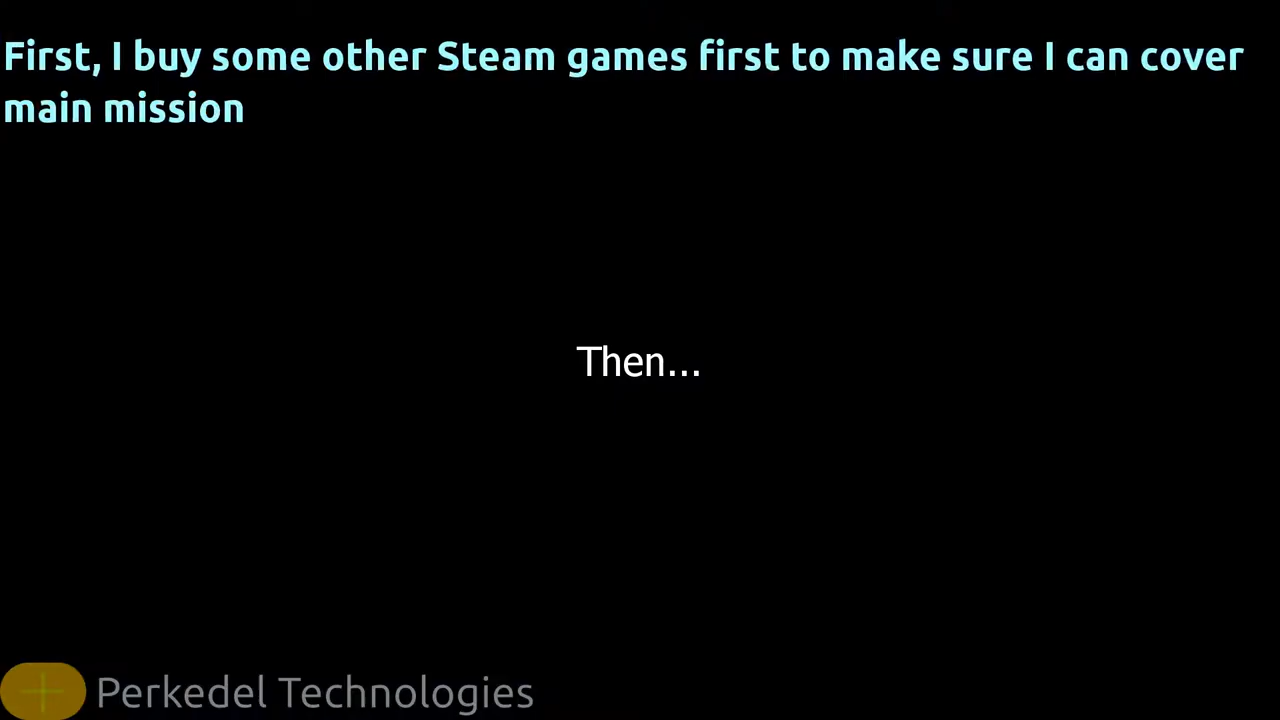 First, I buy some other Steam games first to make sure I can cover
main mission
Then...
Perkedel Technologies